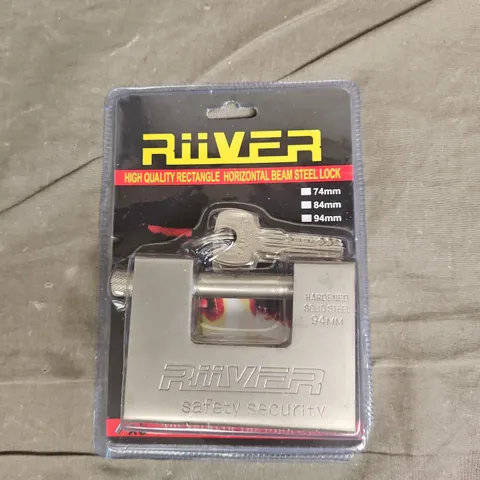 RiiVER
HIGH QUALITY RECTANGLE HORIZONTAL BEAM STEEL LOCK
74mm
84mm
94mm
HARDENED
SOLID STEEL
94MM
RiiVER
safety security